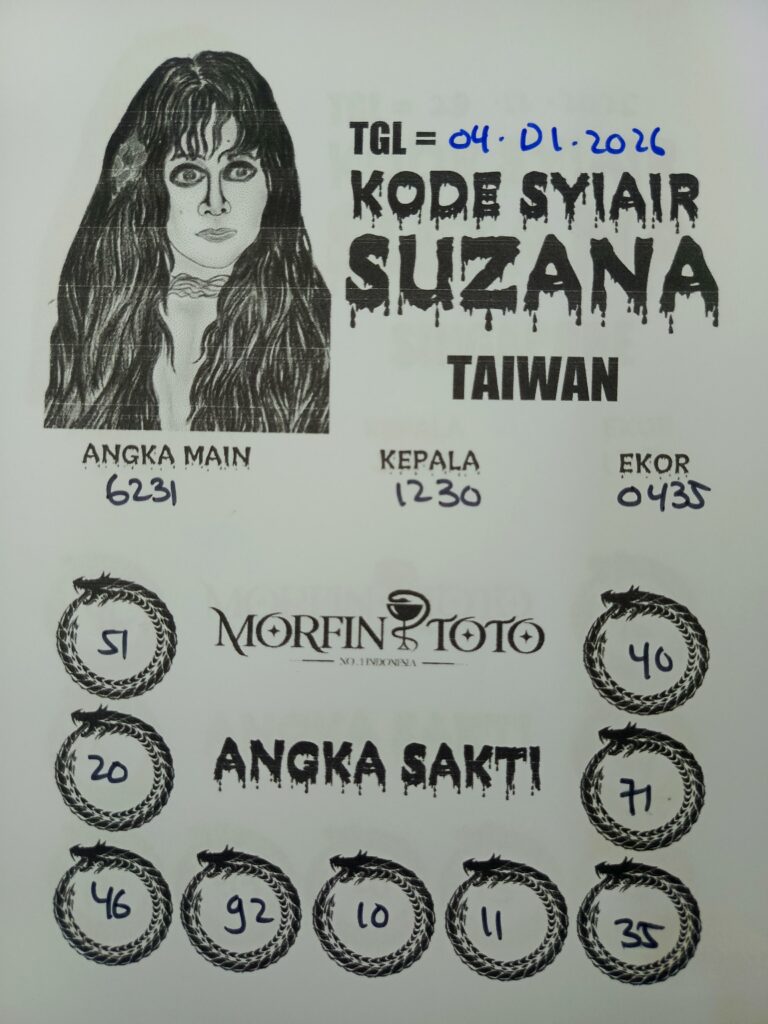 TGL = 04.01.2026
KODE SYIAIR
SUZANA
TAIWAN
ANGKA MAIN
6231
KEPALA
1230
EKOR
0435
MORFIN TOTO
NO.1 INDONESIA
51
40
ANGKA SAKTI
20
71
46
92
10
11
35